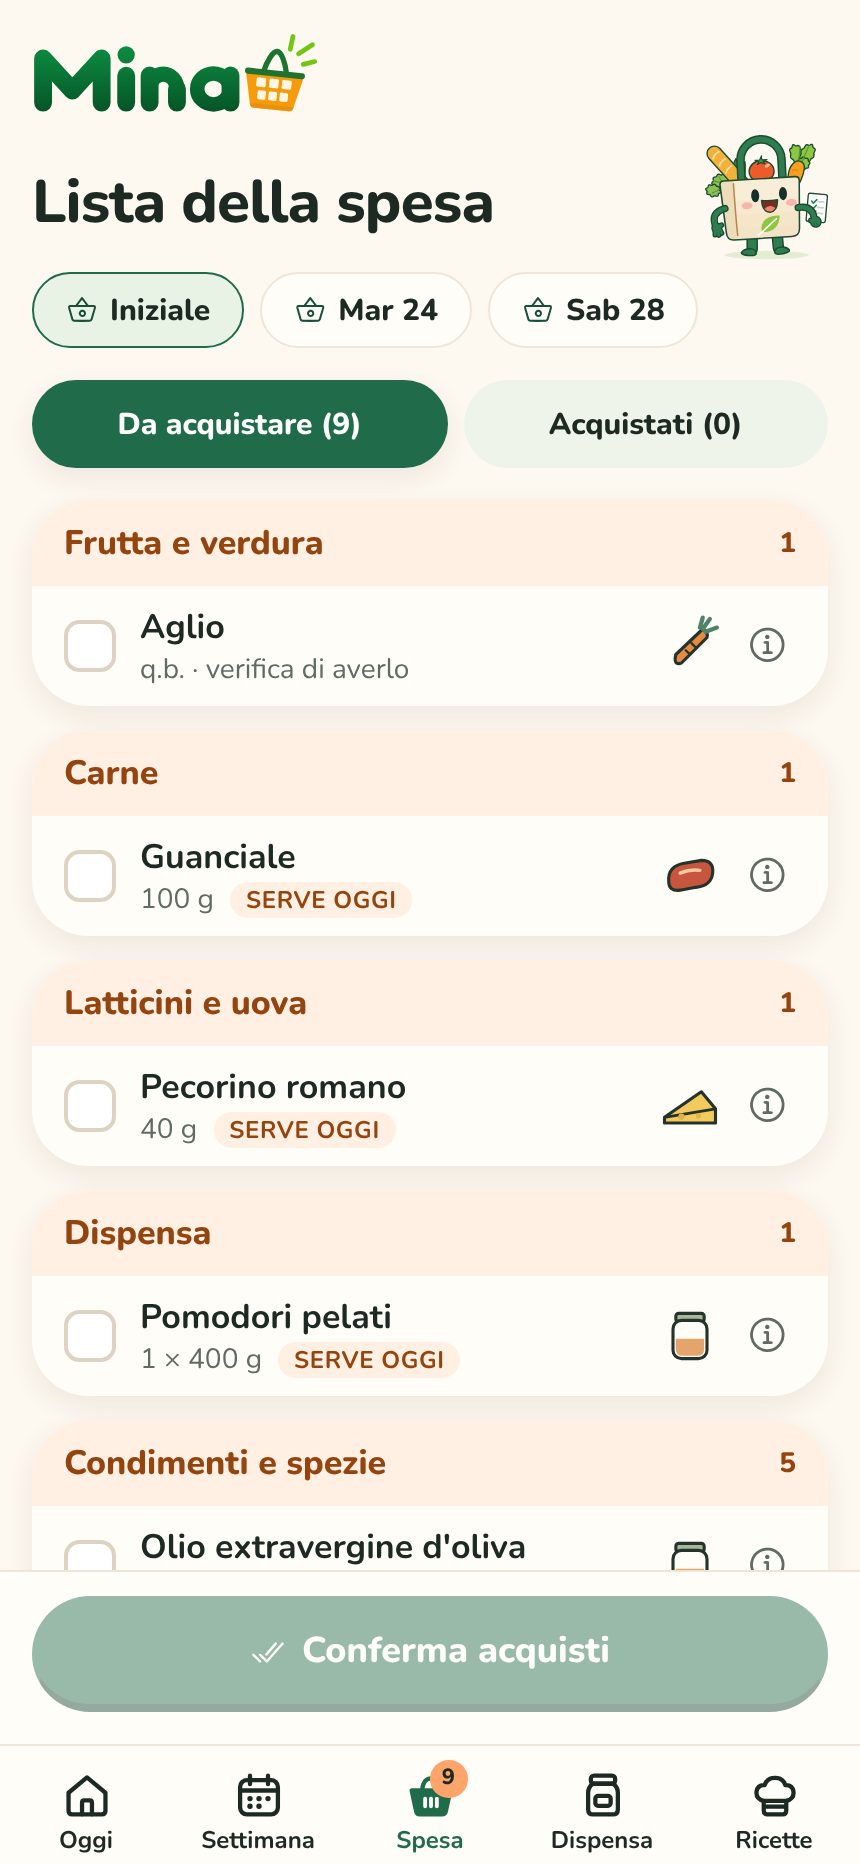 Mina
Lista della spesa
Iniziale
Mar 24
Sab 28
Da acquistare (9)
Acquistati (0)
Frutta e verdura
1
Aglio
q.b. · verifica di averlo
Carne
1
Guanciale
100 g
SERVE OGGI
Latticini e uova
1
Pecorino romano
40 g
SERVE OGGI
Dispensa
1
Pomodori pelati
1 × 400 g
SERVE OGGI
Condimenti e spezie
5
Olio extravergine d'oliva
Conferma acquisti
9
Oggi
Settimana
Spesa
Dispensa
Ricette